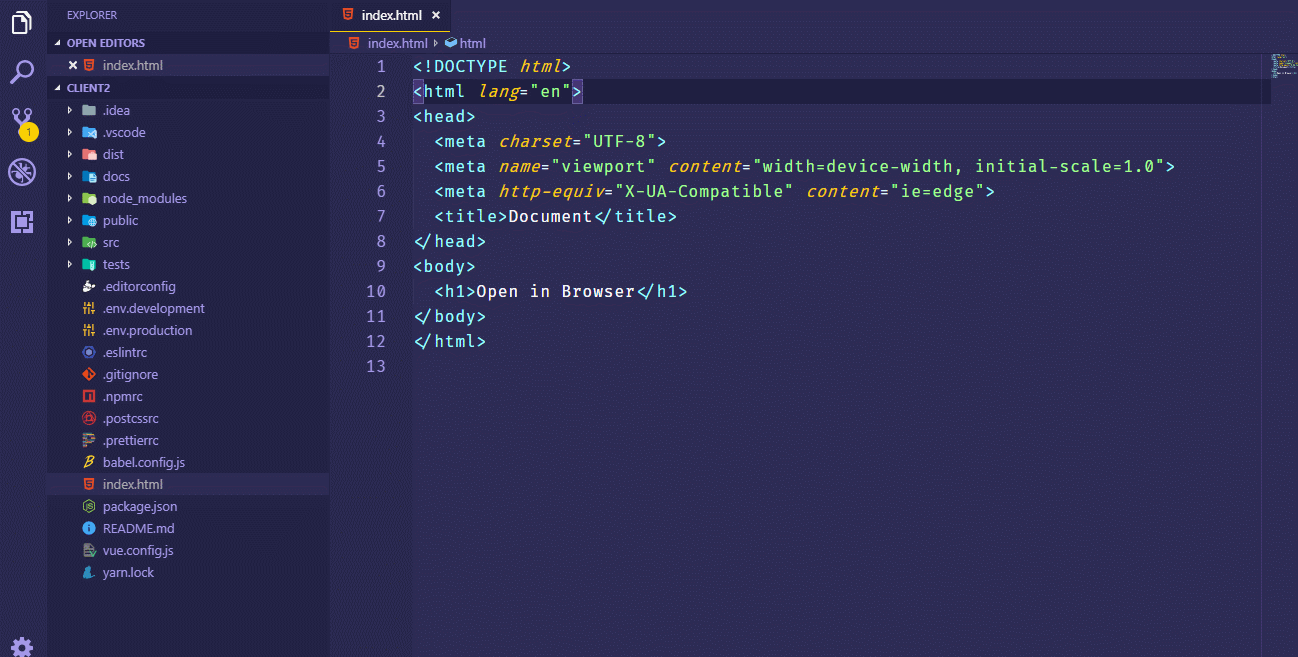 EXPLORER
OPEN EDITORS
index.html
CLIENT2
.idea
.vscode
dist
docs
node_modules
public
src
tests
.editorconfig
.env.development
.env.production
.eslintrc
.gitignore
.npmrc
.postcssrc
.prettierrc
babel.config.js
index.html
package.json
README.md
vue.config.js
yarn.lock
1
index.html
index.html html
1 <!DOCTYPE html>
2 <html lang="en">
3 <head>
4 <meta charset="UTF-8">
5 <meta name="viewport" content="width=device-width, initial-scale=1.0">
6 <meta http-equiv="X-UA-Compatible" content="ie=edge">
7 <title>Document</title>
8 </head>
9 <body>
10 <h1>Open in Browser</h1>
11 </body>
12 </html>
13